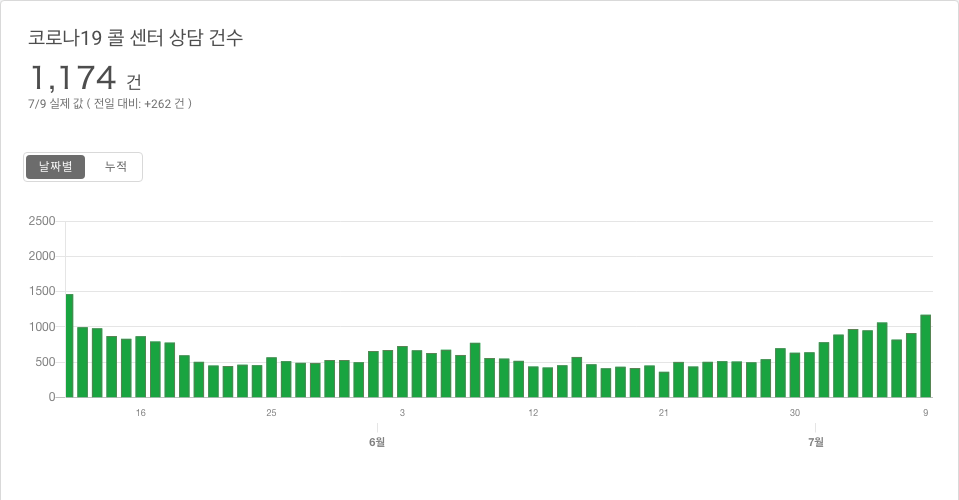 코로나19 콜 센터 상담 건수
1,174 건
7/9 실제 값 ( 전일 대비: +262 건 )
날짜별 누적
2500
2000
1500
1000
500
0
16 25 3 12 21 30 9
6월 7월